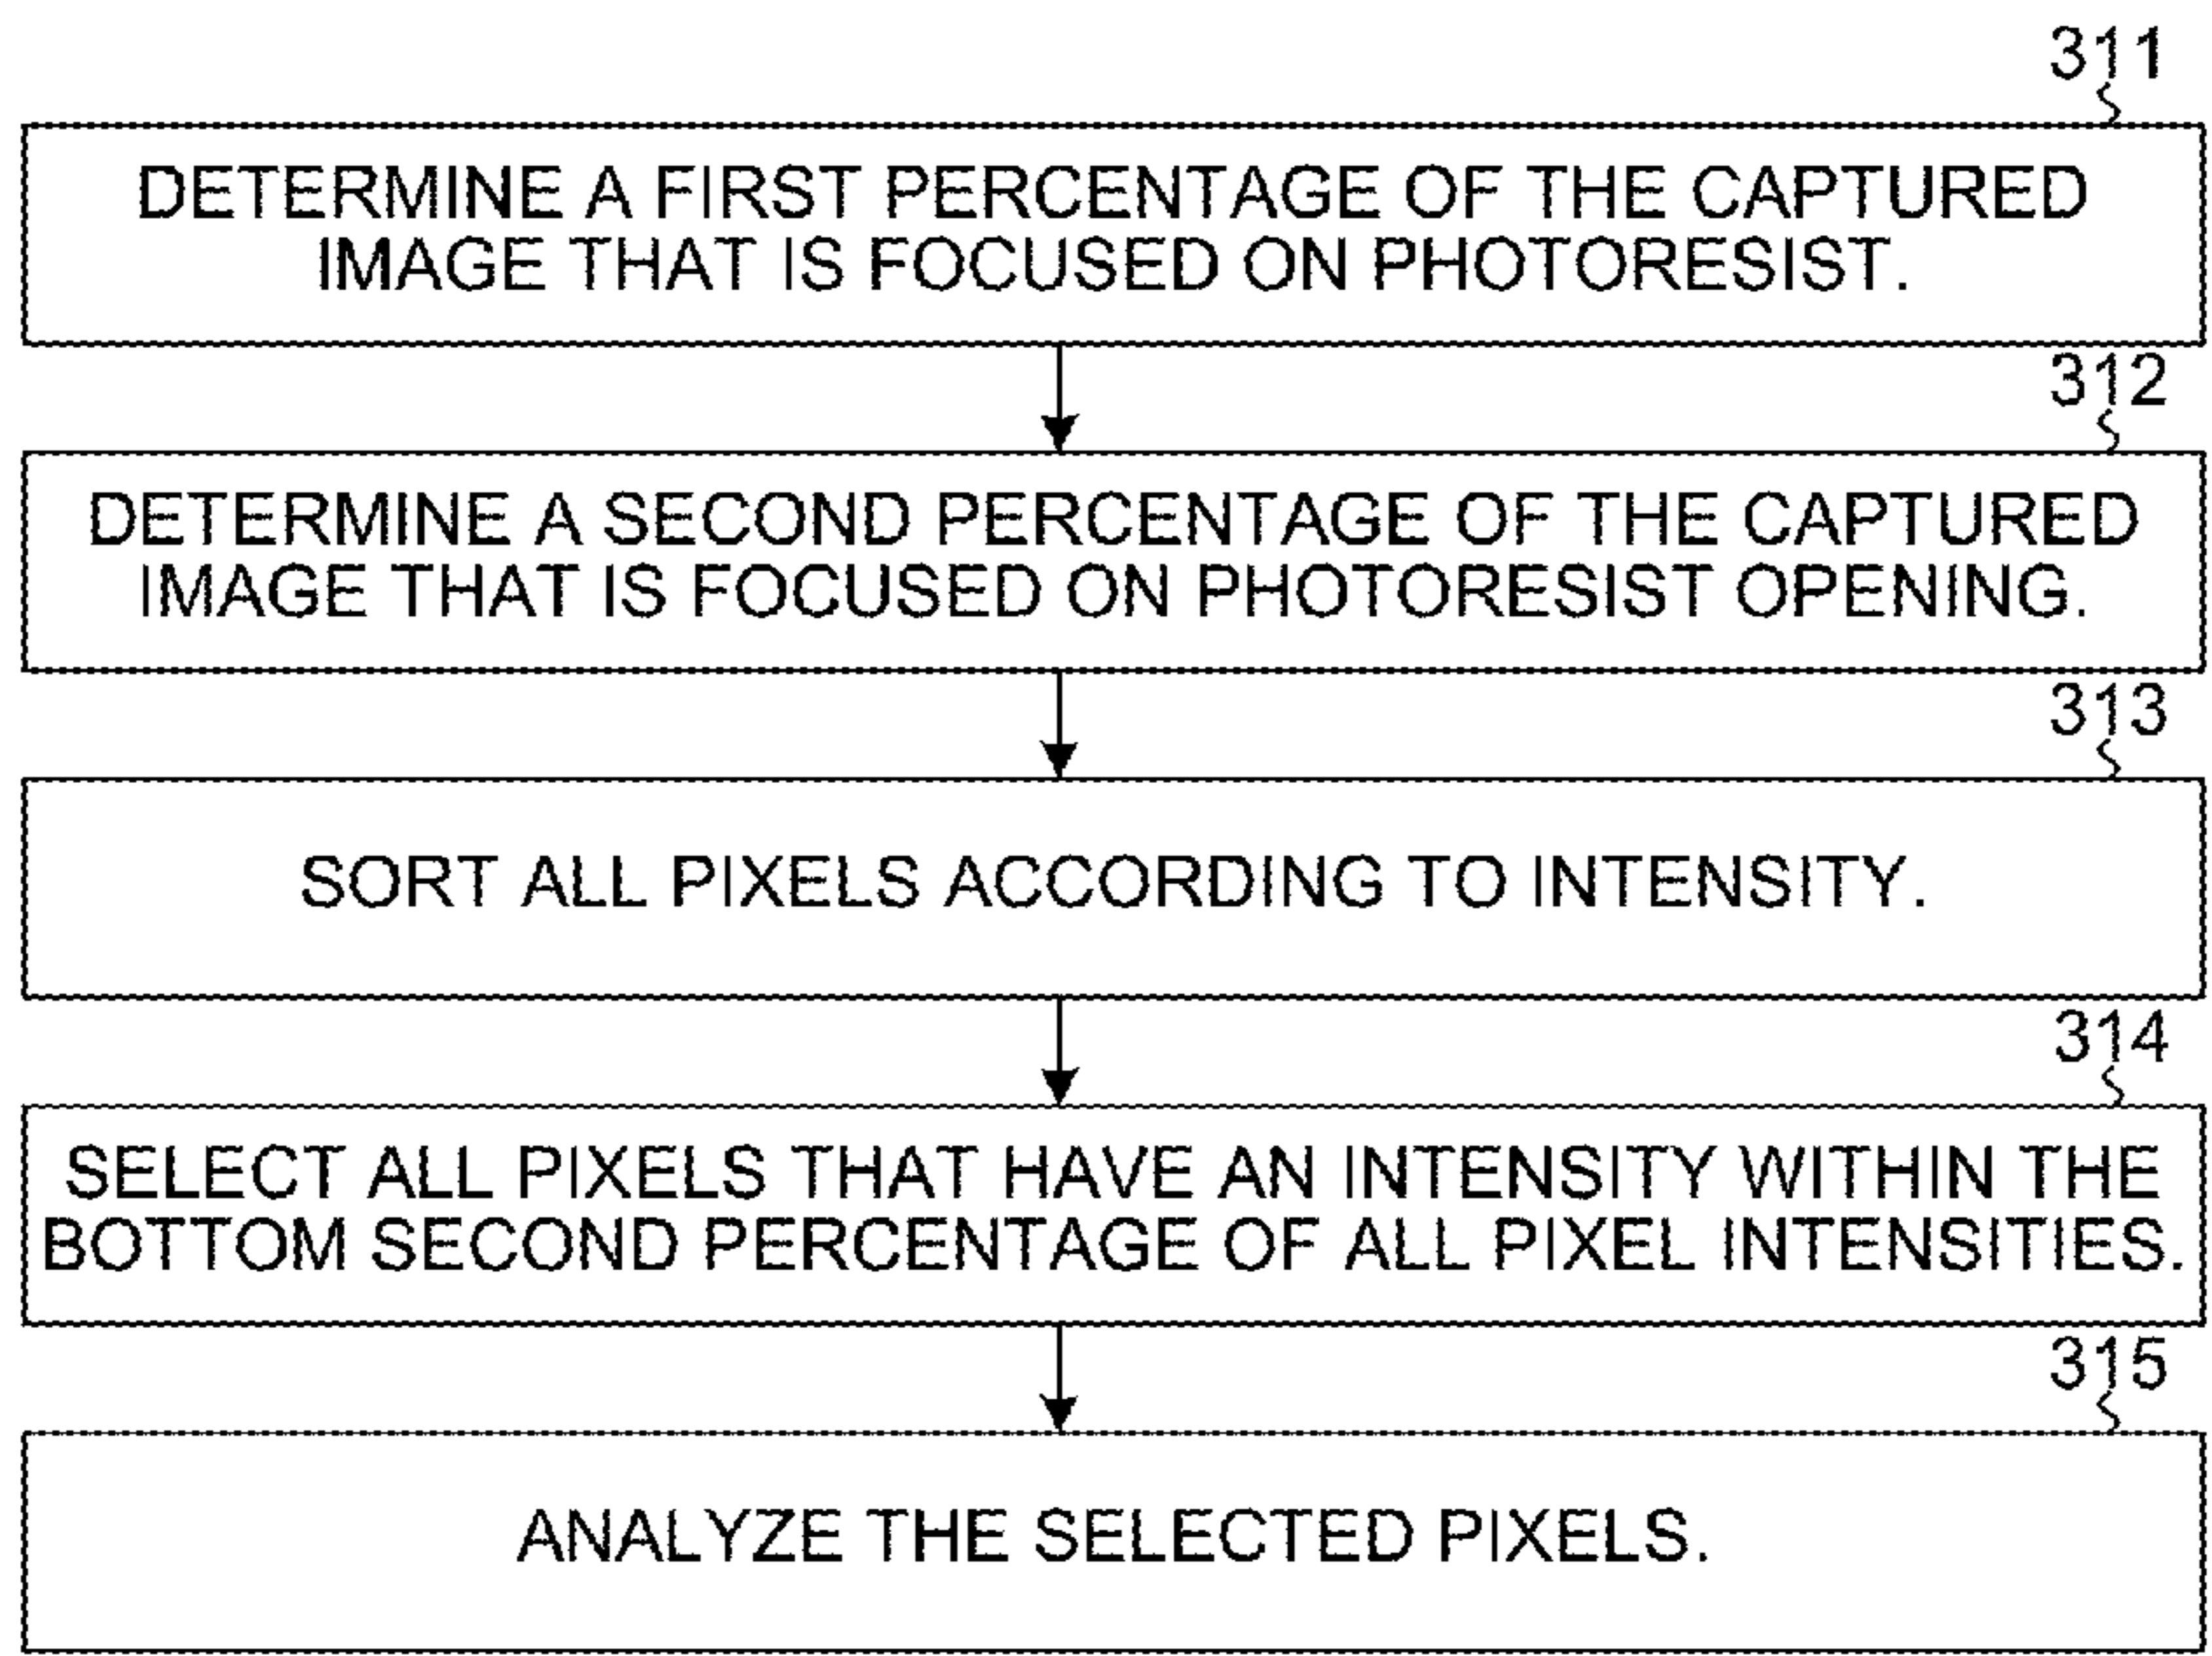 311
DETERMINE A FIRST PERCENTAGE OF THE CAPTURED
IMAGE THAT IS FOCUSED ON PHOTORESIST.
312
DETERMINE A SECOND PERCENTAGE OF THE CAPTURED
IMAGE THAT IS FOCUSED ON PHOTORESIST OPENING.
313
SORT ALL PIXELS ACCORDING TO INTENSITY.
314
SELECT ALL PIXELS THAT HAVE AN INTENSITY WITHIN THE
BOTTOM SECOND PERCENTAGE OF ALL PIXEL INTENSITIES.
315
ANALYZE THE SELECTED PIXELS.